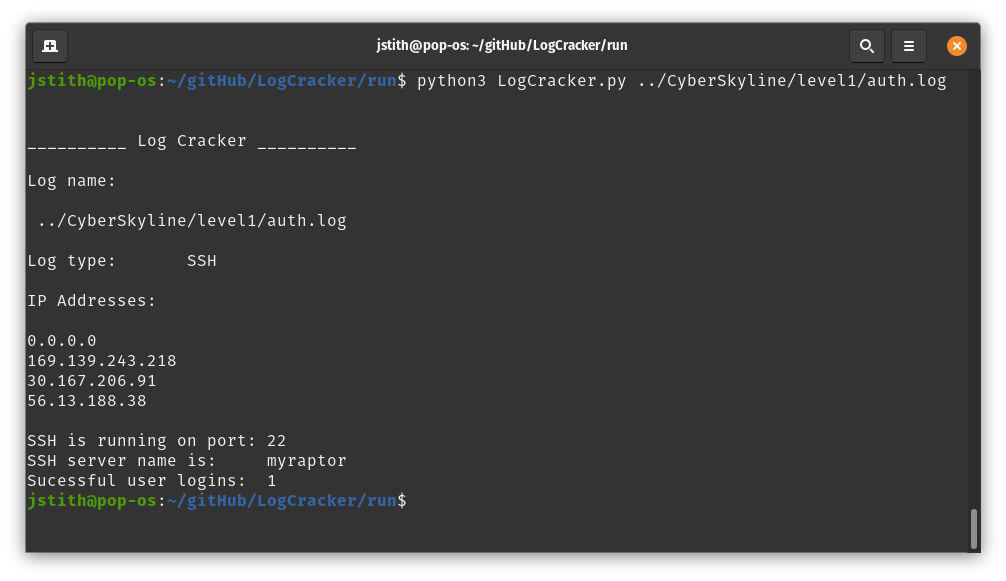 jstith@pop-os: ~/gitHub/LogCracker/run
jstith@pop-os:~/gitHub/LogCracker/run$ python3 LogCracker.py ../CyberSkyline/level1/auth.log
__________ Log Cracker __________
Log name:
../CyberSkyline/level1/auth.log
Log type:       SSH
IP Addresses:
0.0.0.0
169.139.243.218
30.167.206.91
56.13.188.38
SSH is running on port: 22
SSH server name is:     myraptor
Sucessful user logins:  1
jstith@pop-os:~/gitHub/LogCracker/run$